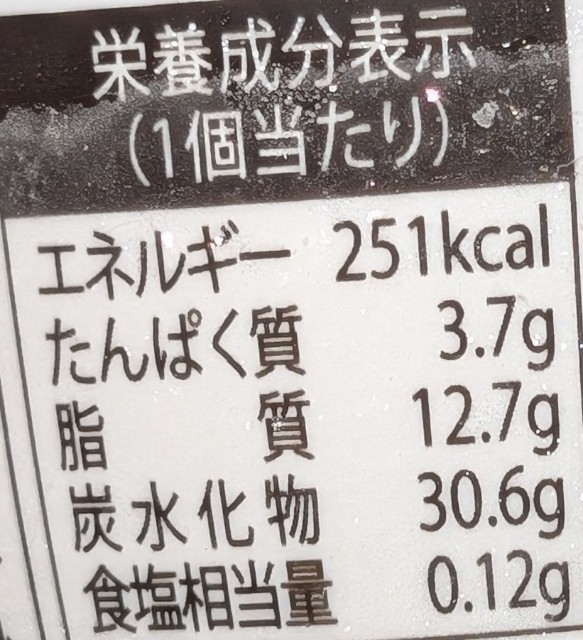 栄養成分表示
(1個当たり)
エネルギー 251kcal
たんぱく質 3.7g
脂質 12.7g
炭水化物 30.6g
食塩相当量 0.12g